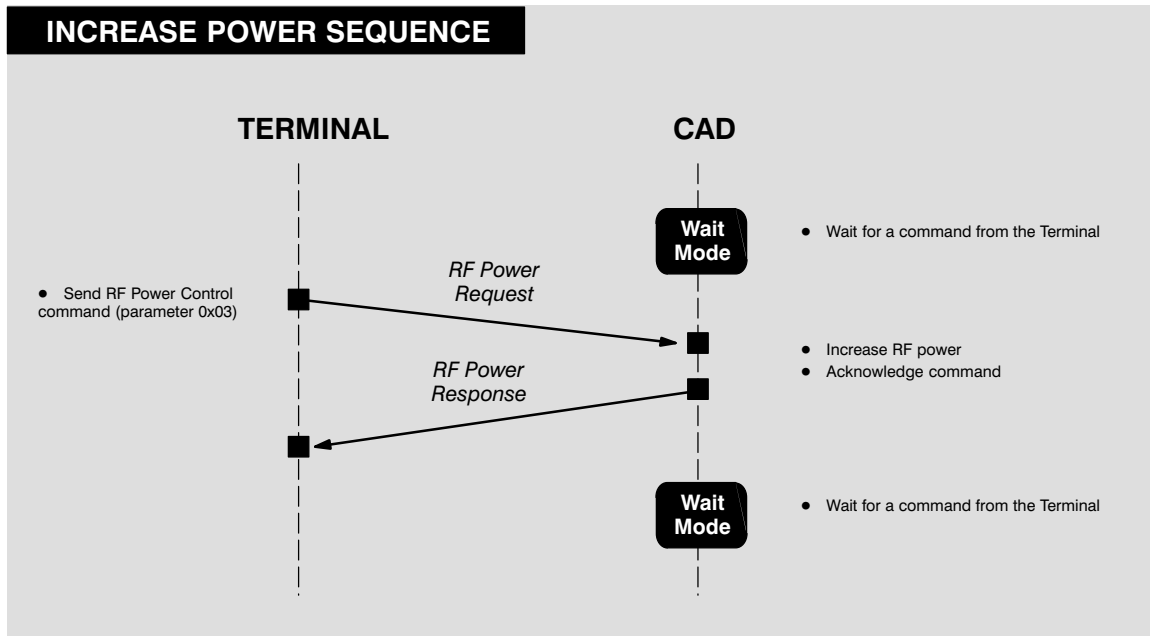 INCREASE POWER SEQUENCE
TERMINAL
CAD
Wait
Mode
● Wait for a command from the Terminal
RF Power
Request
● Send RF Power Control
command (parameter 0x03)
● Increase RF power
● Acknowledge command
RF Power
Response
Wait
Mode
● Wait for a command from the Terminal